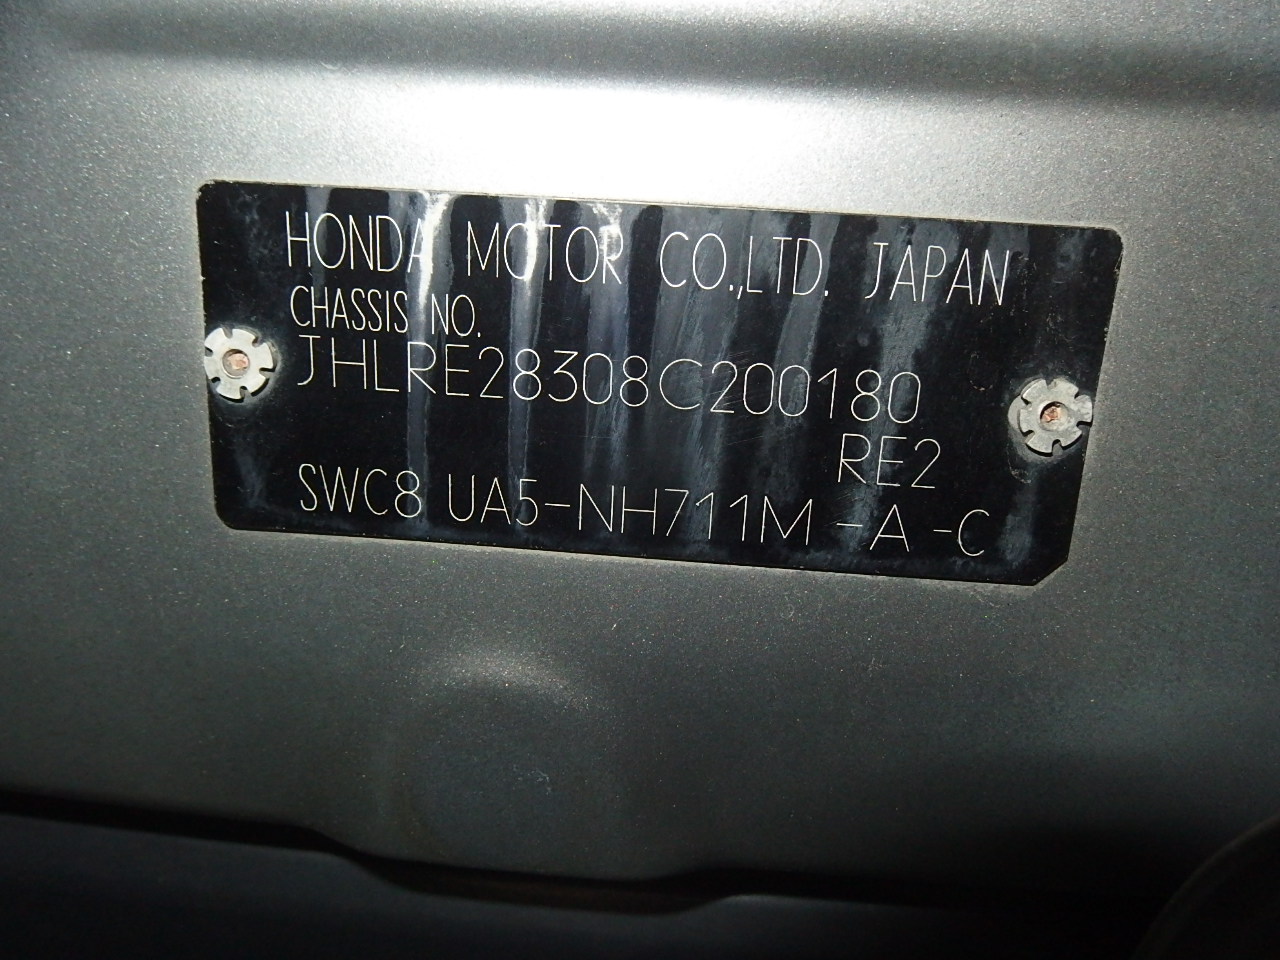 HONDA MOTOR CO.,LTD. JAPAN
CHASSIS NO.
JHLRE28308C200180
RE2
SWC8 UA5-NH711M -A -C